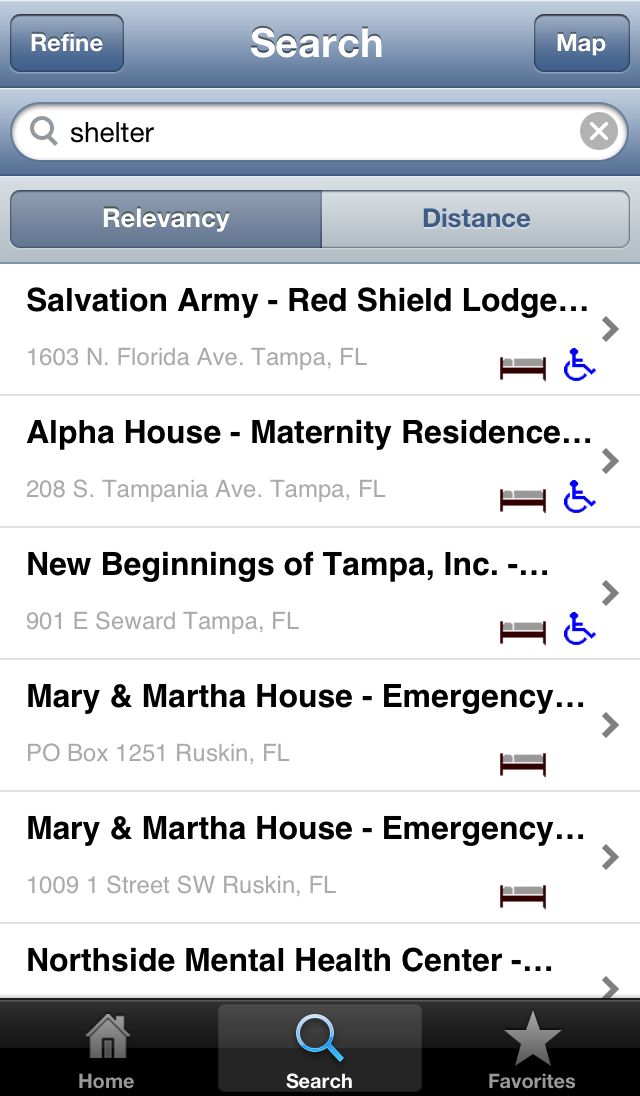 Refine
Search
Map
shelter
Relevancy
Distance
Salvation Army - Red Shield Lodge...
1603 N. Florida Ave. Tampa, FL
Alpha House - Maternity Residence...
208 S. Tampania Ave. Tampa, FL
New Beginnings of Tampa, Inc. -...
901 E Seward Tampa, FL
Mary & Martha House - Emergency...
PO Box 1251 Ruskin, FL
Mary & Martha House - Emergency...
1009 1 Street SW Ruskin, FL
Northside Mental Health Center -...
Home
Search
Favorites